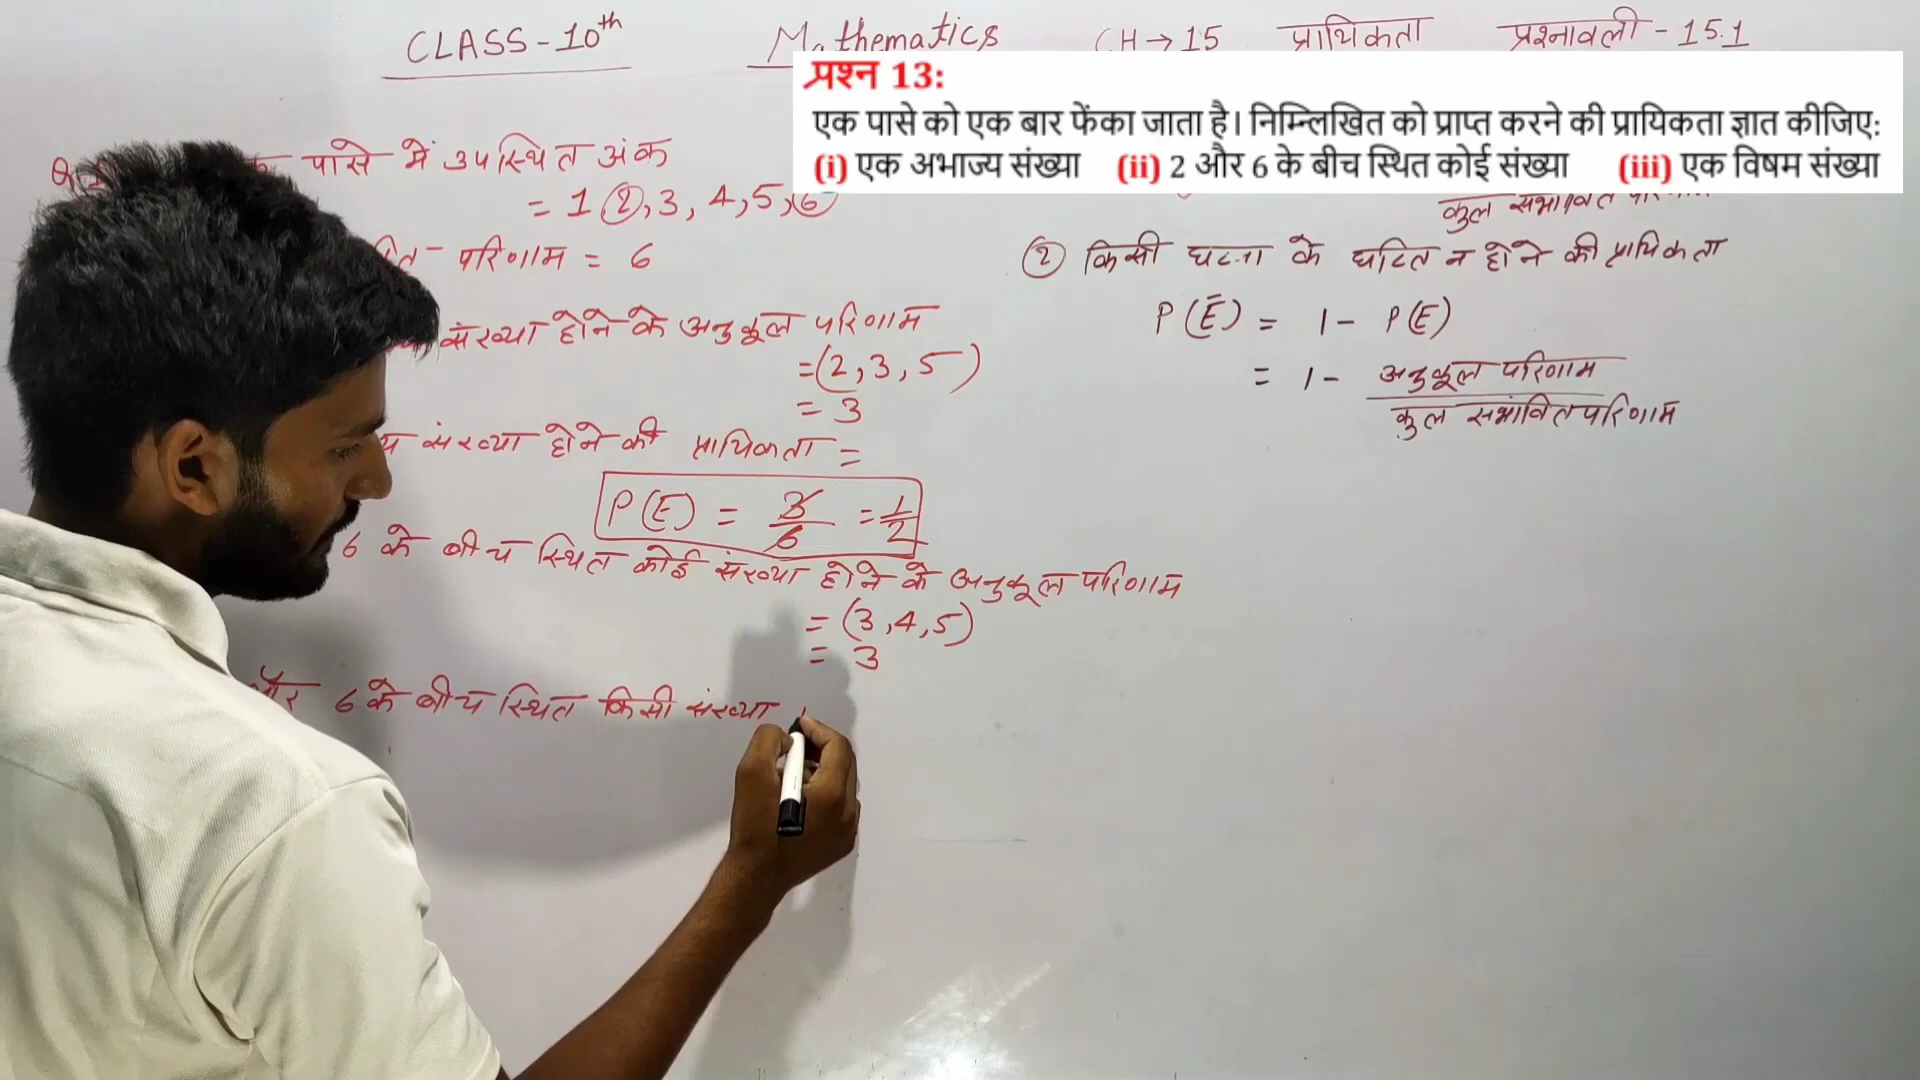 CLASS-10th Mathematics CH→15 प्रायिकता प्रश्नावली-15.1
प्रश्न 13:
एक पासे को एक बार फेंका जाता है। निम्न्लिखित को प्राप्त करने की प्रायिकता ज्ञात कीजिए:
(i) एक अभाज्य संख्या (ii) 2 और 6 के बीच स्थित कोई संख्या (iii) एक विषम संख्या
पासे में उपस्थित अंक
= 1 2, 3, 4, 5, 6
परिणाम = 6
संख्या होने के अनुकूल परिणाम
= (2, 3, 5)
= 3
संख्या होने की प्रायिकता =
P(E) = 3/6 = 1/2
6 के बीच स्थित कोई संख्या होने के अनुकूल परिणाम
= (3, 4, 5)
= 3
और 6 के बीच स्थित किसी संख्या
कुल सम्भावित
② किसी घटना के घटित न होने की प्रायिकता
P(Ē) = 1 - P(E)
= 1 - अनुकूल परिणाम
कुल सभांवित परिणाम